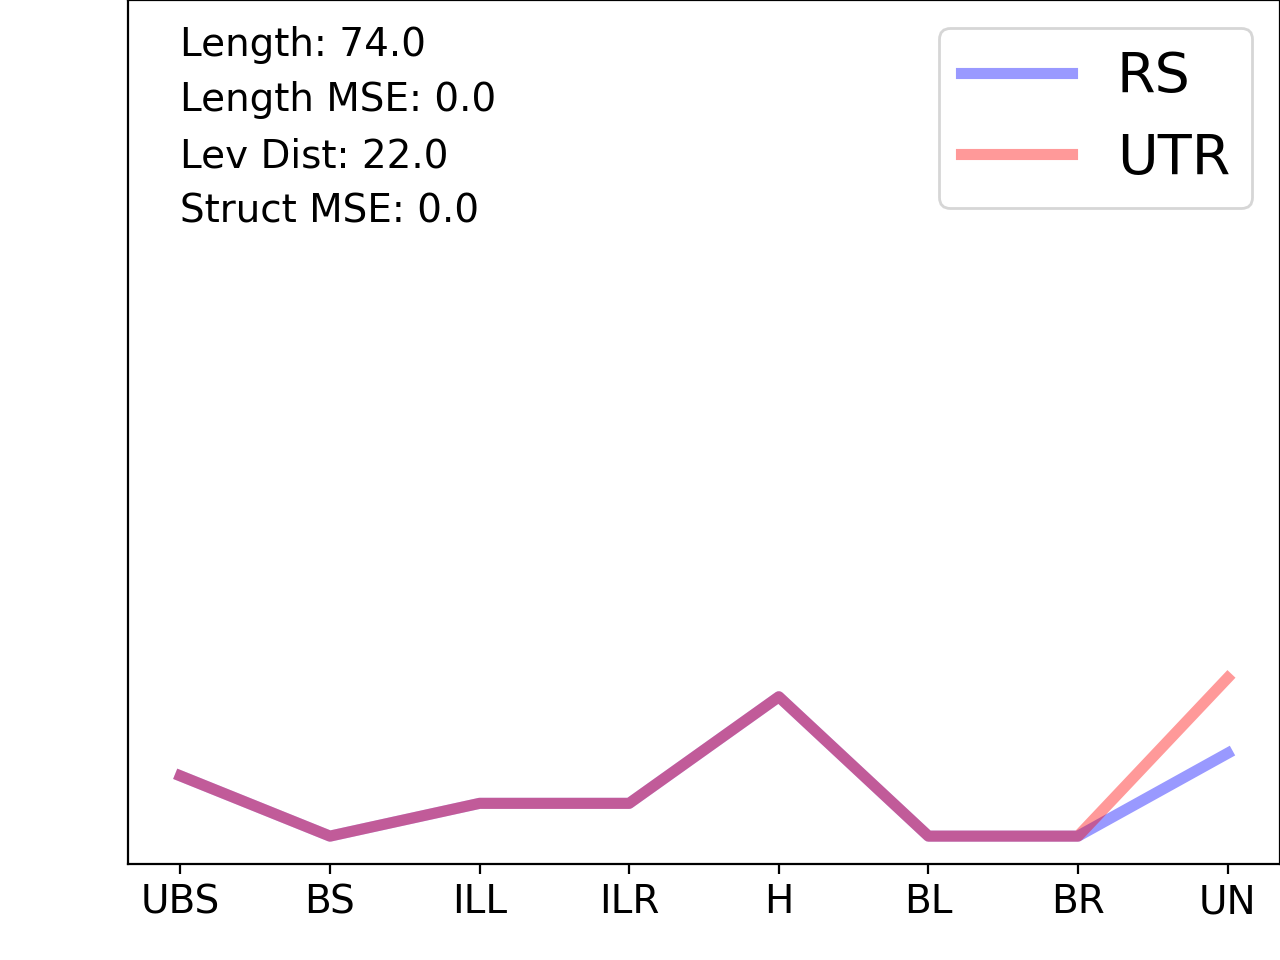 Length: 74.0
Length MSE: 0.0
Lev Dist: 22.0
Struct MSE: 0.0
RS
UTR
UBS BS ILL ILR H BL BR UN